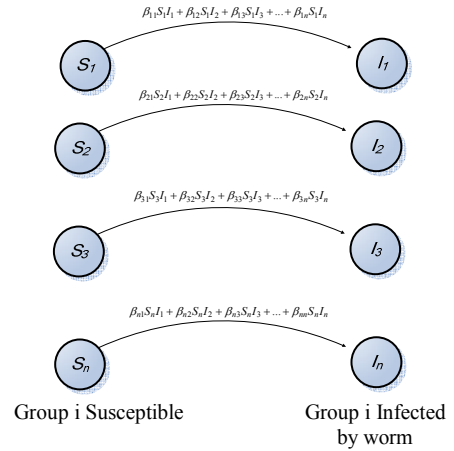 β₁₁S₁I₁ + β₁₂S₁I₂ + β₁₃S₁I₃ + ... + β₁ₙS₁Iₙ
S₁ I₁
β₂₁S₂I₁ + β₂₂S₂I₂ + β₂₃S₂I₃ + ... + β₂ₙS₂Iₙ
S₂ I₂
β₃₁S₃I₁ + β₃₂S₃I₂ + β₃₃S₃I₃ + ... + β₃ₙS₃Iₙ
S₃ I₃
βₙ₁SₙI₁ + βₙ₂SₙI₂ + βₙ₃SₙI₃ + ... + βₙₙSₙIₙ
Sₙ Iₙ
Group i Susceptible Group i Infected
by worm